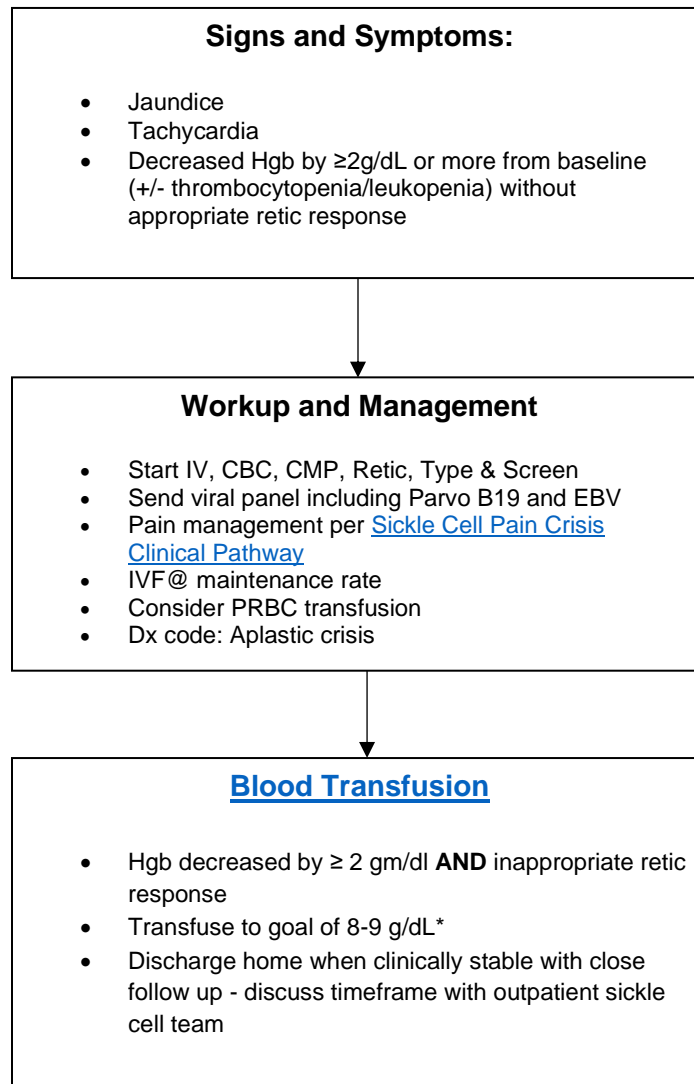 Signs and Symptoms:
• Jaundice
• Tachycardia
• Decreased Hgb by ≥2g/dL or more from baseline
(+/- thrombocytopenia/leukopenia) without
appropriate retic response
Workup and Management
• Start IV, CBC, CMP, Retic, Type & Screen
• Send viral panel including Parvo B19 and EBV
• Pain management per Sickle Cell Pain Crisis
Clinical Pathway
• IVF@ maintenance rate
• Consider PRBC transfusion
• Dx code: Aplastic crisis
Blood Transfusion
• Hgb decreased by ≥ 2 gm/dl AND inappropriate retic
response
• Transfuse to goal of 8-9 g/dL*
• Discharge home when clinically stable with close
follow up - discuss timeframe with outpatient sickle
cell team